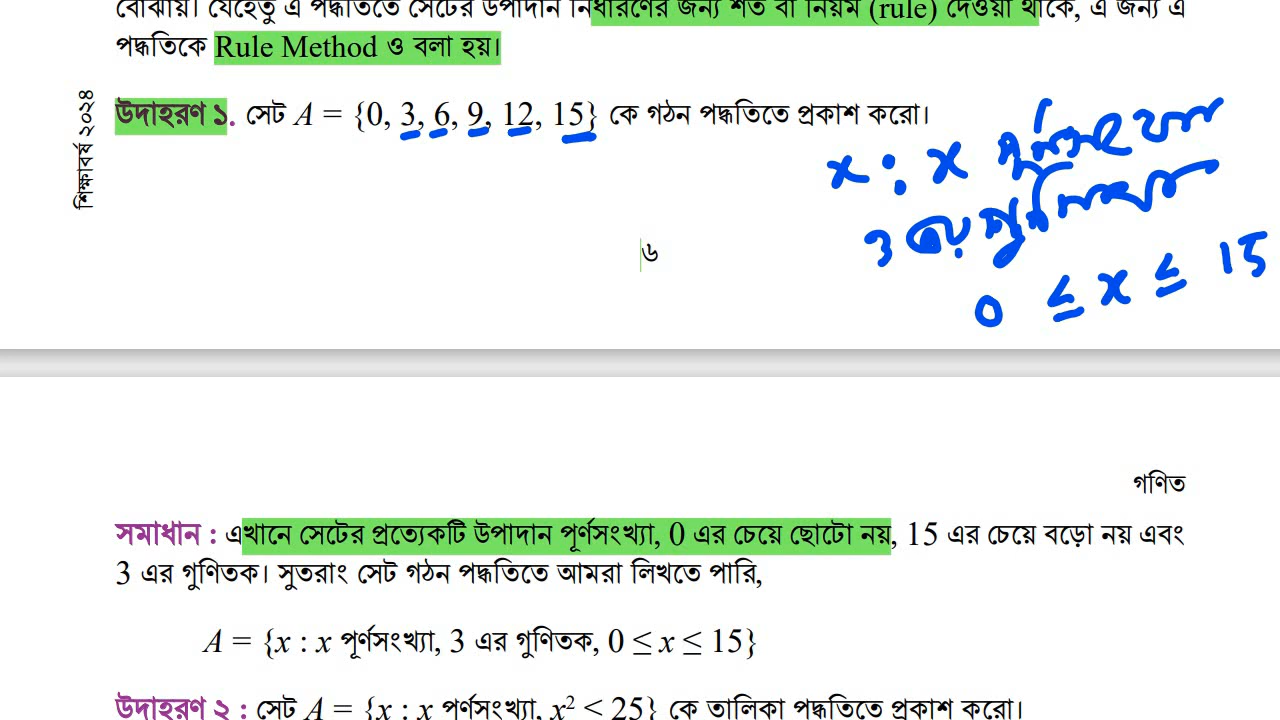 বোঝায়। যেহেতু এ পদ্ধতিতে সেটের উপাদান নির্ধারণের জন্য শর্ত বা নিয়ম (rule) দেওয়া থাকে, এ জন্য এ
পদ্ধতিকে Rule Method ও বলা হয়।
উদাহরণ ১. সেট A = {0, 3, 6, 9, 12, 15} কে গঠন পদ্ধতিতে প্রকাশ করো।
শিক্ষাবর্ষ ২০২৪
x : x
3 এর গুণিতক
0 ≤ x ≤ 15
৬
গণিত
সমাধান : এখানে সেটের প্রত্যেকটি উপাদান পূর্ণসংখ্যা, 0 এর চেয়ে ছোটো নয়, 15 এর চেয়ে বড়ো নয় এবং
3 এর গুণিতক। সুতরাং সেট গঠন পদ্ধতিতে আমরা লিখতে পারি,
A = {x : x পূর্ণসংখ্যা, 3 এর গুণিতক, 0 ≤ x ≤ 15}
উদাহরণ ২ : সেট A = {x : x পূর্ণসংখ্যা, x² < 25} কে তালিকা পদ্ধতিতে প্রকাশ করো।